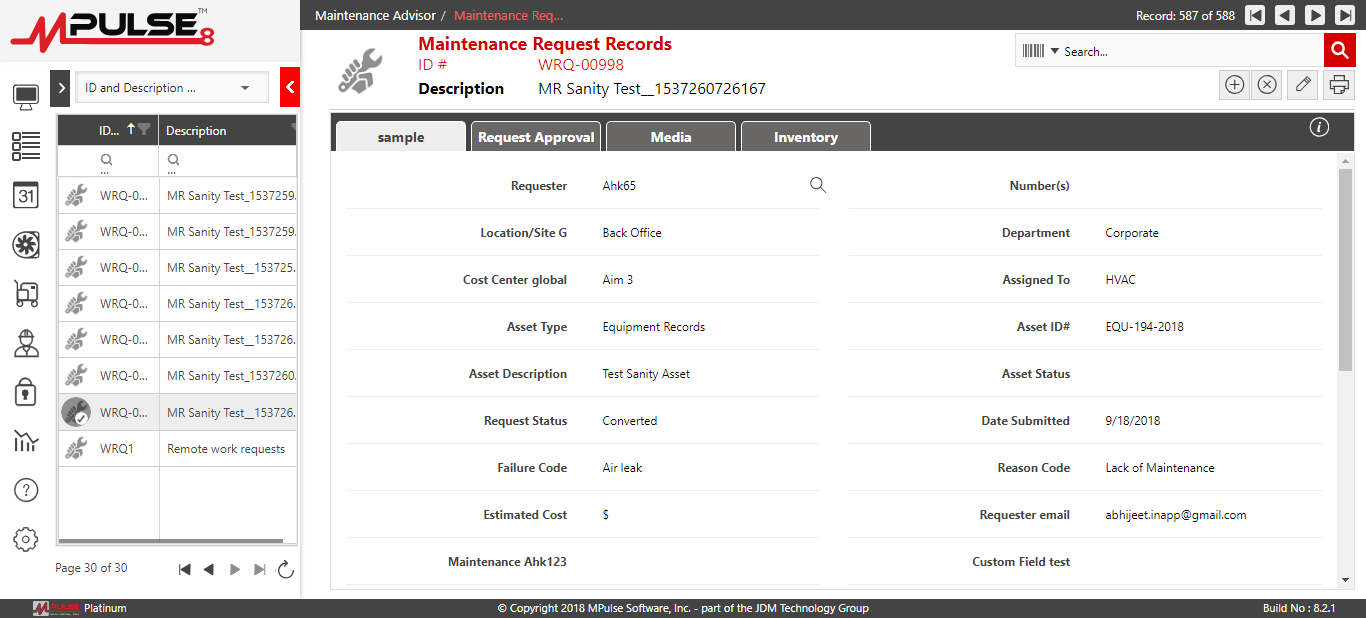 MPULSE 8 ™
Maintenance Advisor / Maintenance Req...
Record: 587 of 588
Maintenance Request Records
ID # WRQ-00998
Description MR Sanity Test__1537260726167
Search...
ID and Description ...
ID... Description
... ...
WRQ-0... MR Sanity Test_1537259.
WRQ-0... MR Sanity Test_1537259.
WRQ-0... MR Sanity Test__153725.
WRQ-0... MR Sanity Test__153726.
WRQ-0... MR Sanity Test__153726.
WRQ-0... MR Sanity Test_1537260.
WRQ-0... MR Sanity Test__153726.
WRQ1 Remote work requests
31
Page 30 of 30
sample Request Approval Media Inventory
Requester Ahk65 Number(s)
Location/Site G Back Office Department Corporate
Cost Center global Aim 3 Assigned To HVAC
Asset Type Equipment Records Asset ID# EQU-194-2018
Asset Description Test Sanity Asset Asset Status
Request Status Converted Date Submitted 9/18/2018
Failure Code Air leak Reason Code Lack of Maintenance
Estimated Cost $ Requester email abhijeet.inapp@gmail.com
Maintenance Ahk123 Custom Field test
MPULSE Platinum
© Copyright 2018 MPulse Software, Inc. - part of the JDM Technology Group
Build No : 8.2.1